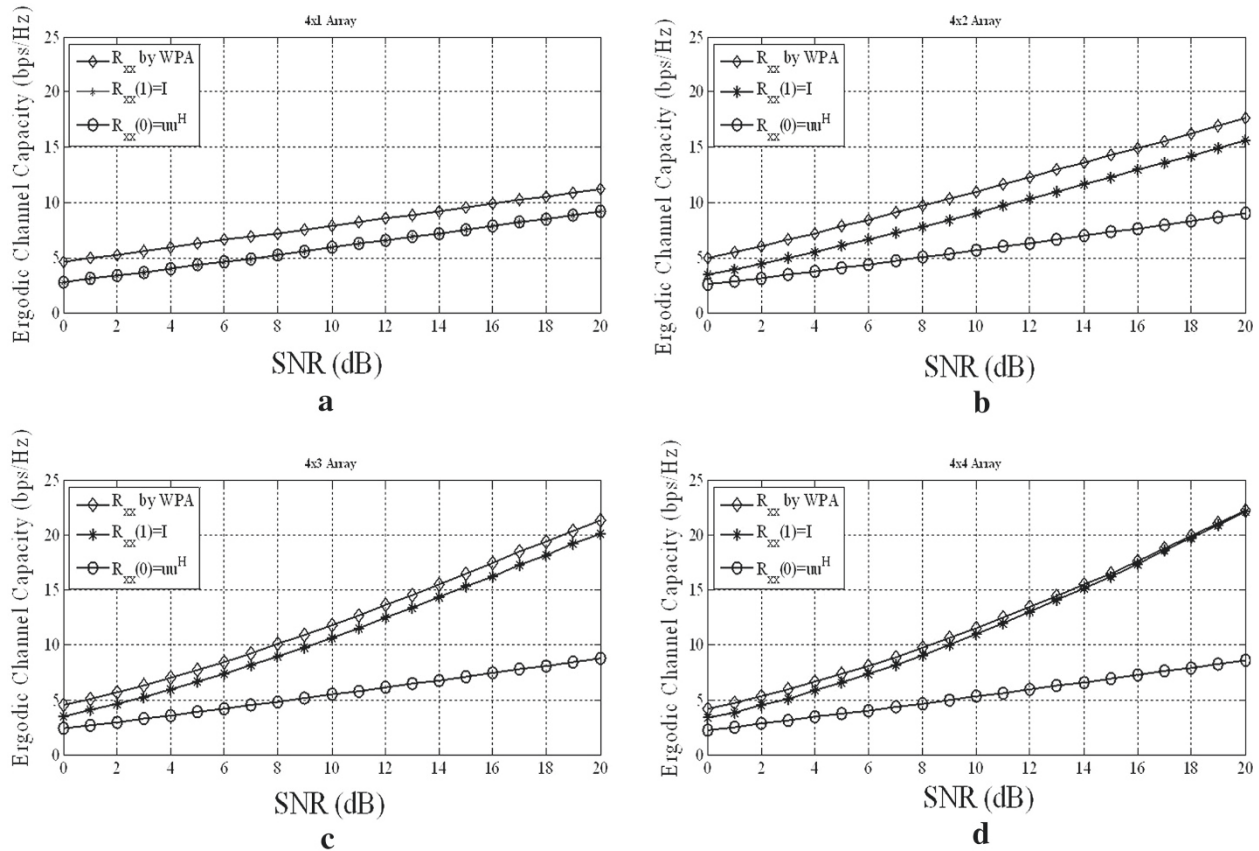 4x1 Array
Ergodic Channel Capacity (bps/Hz)
25
20
15
10
5
0
R_xx by WPA
R_xx(1)=I
R_xx(0)=uu^H
0 2 4 6 8 10 12 14 16 18 20
SNR (dB)
a
4x2 Array
Ergodic Channel Capacity (bps/Hz)
25
20
15
10
5
0
R_xx by WPA
R_xx(1)=I
R_xx(0)=uu^H
0 2 4 6 8 10 12 14 16 18 20
SNR (dB)
b
4x3 Array
Ergodic Channel Capacity (bps/Hz)
25
20
15
10
5
0
R_xx by WPA
R_xx(1)=I
R_xx(0)=uu^H
0 2 4 6 8 10 12 14 16 18 20
SNR (dB)
c
4x4 Array
Ergodic Channel Capacity (bps/Hz)
25
20
15
10
5
0
R_xx by WPA
R_xx(1)=I
R_xx(0)=uu^H
0 2 4 6 8 10 12 14 16 18 20
SNR (dB)
d